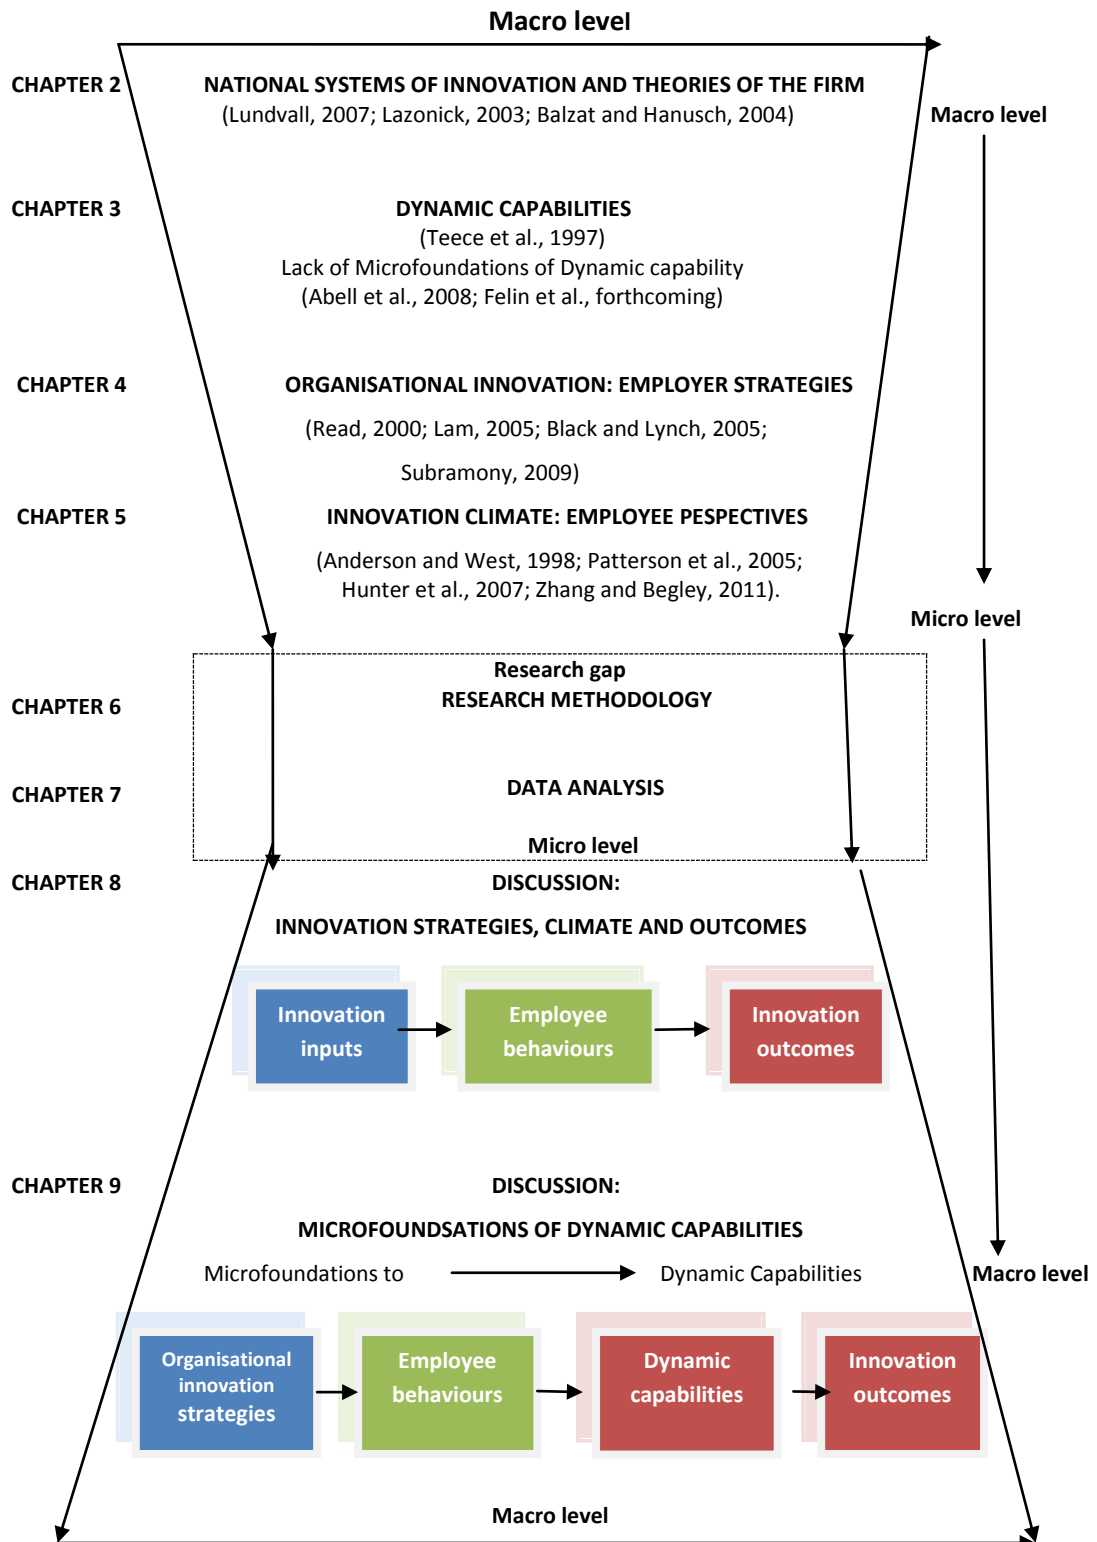 Macro level
CHAPTER 2
NATIONAL SYSTEMS OF INNOVATION AND THEORIES OF THE FIRM
(Lundvall, 2007; Lazonick, 2003; Balzat and Hanusch, 2004)
Macro level
CHAPTER 3
DYNAMIC CAPABILITIES
(Teece et al., 1997)
Lack of Microfoundations of Dynamic capability
(Abell et al., 2008; Felin et al., forthcoming)
CHAPTER 4
ORGANISATIONAL INNOVATION: EMPLOYER STRATEGIES
(Read, 2000; Lam, 2005; Black and Lynch, 2005;
Subramony, 2009)
CHAPTER 5
INNOVATION CLIMATE: EMPLOYEE PESPECTIVES
(Anderson and West, 1998; Patterson et al., 2005;
Hunter et al., 2007; Zhang and Begley, 2011).
Micro level
Research gap
CHAPTER 6
RESEARCH METHODOLOGY
CHAPTER 7
DATA ANALYSIS
Micro level
CHAPTER 8
DISCUSSION:
INNOVATION STRATEGIES, CLIMATE AND OUTCOMES
Innovation
inputs
Employee
behaviours
Innovation
outcomes
CHAPTER 9
DISCUSSION:
MICROFOUNDSATIONS OF DYNAMIC CAPABILITIES
Microfoundations to
Dynamic Capabilities
Macro level
Organisational
innovation
strategies
Employee
behaviours
Dynamic
capabilities
Innovation
outcomes
Macro level